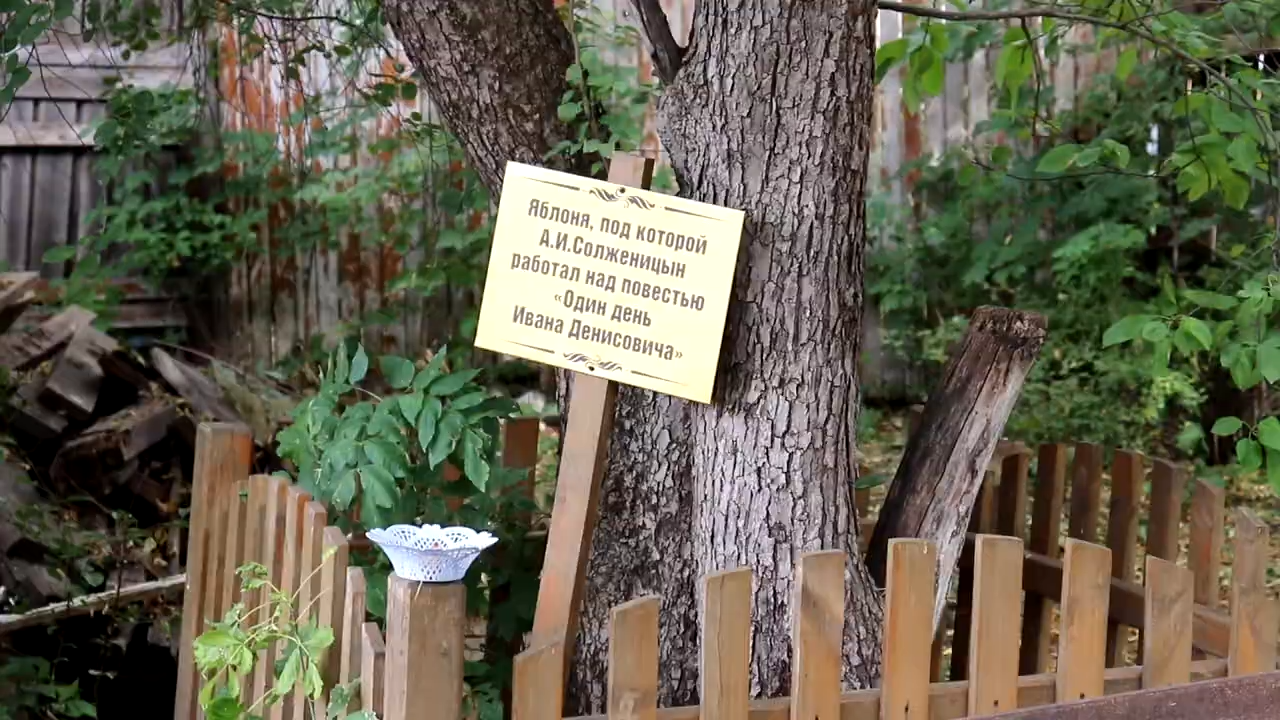 Яблоня, под которой
А.И.Солженицын
работал над повестью
«Один день
Ивана Денисовича»